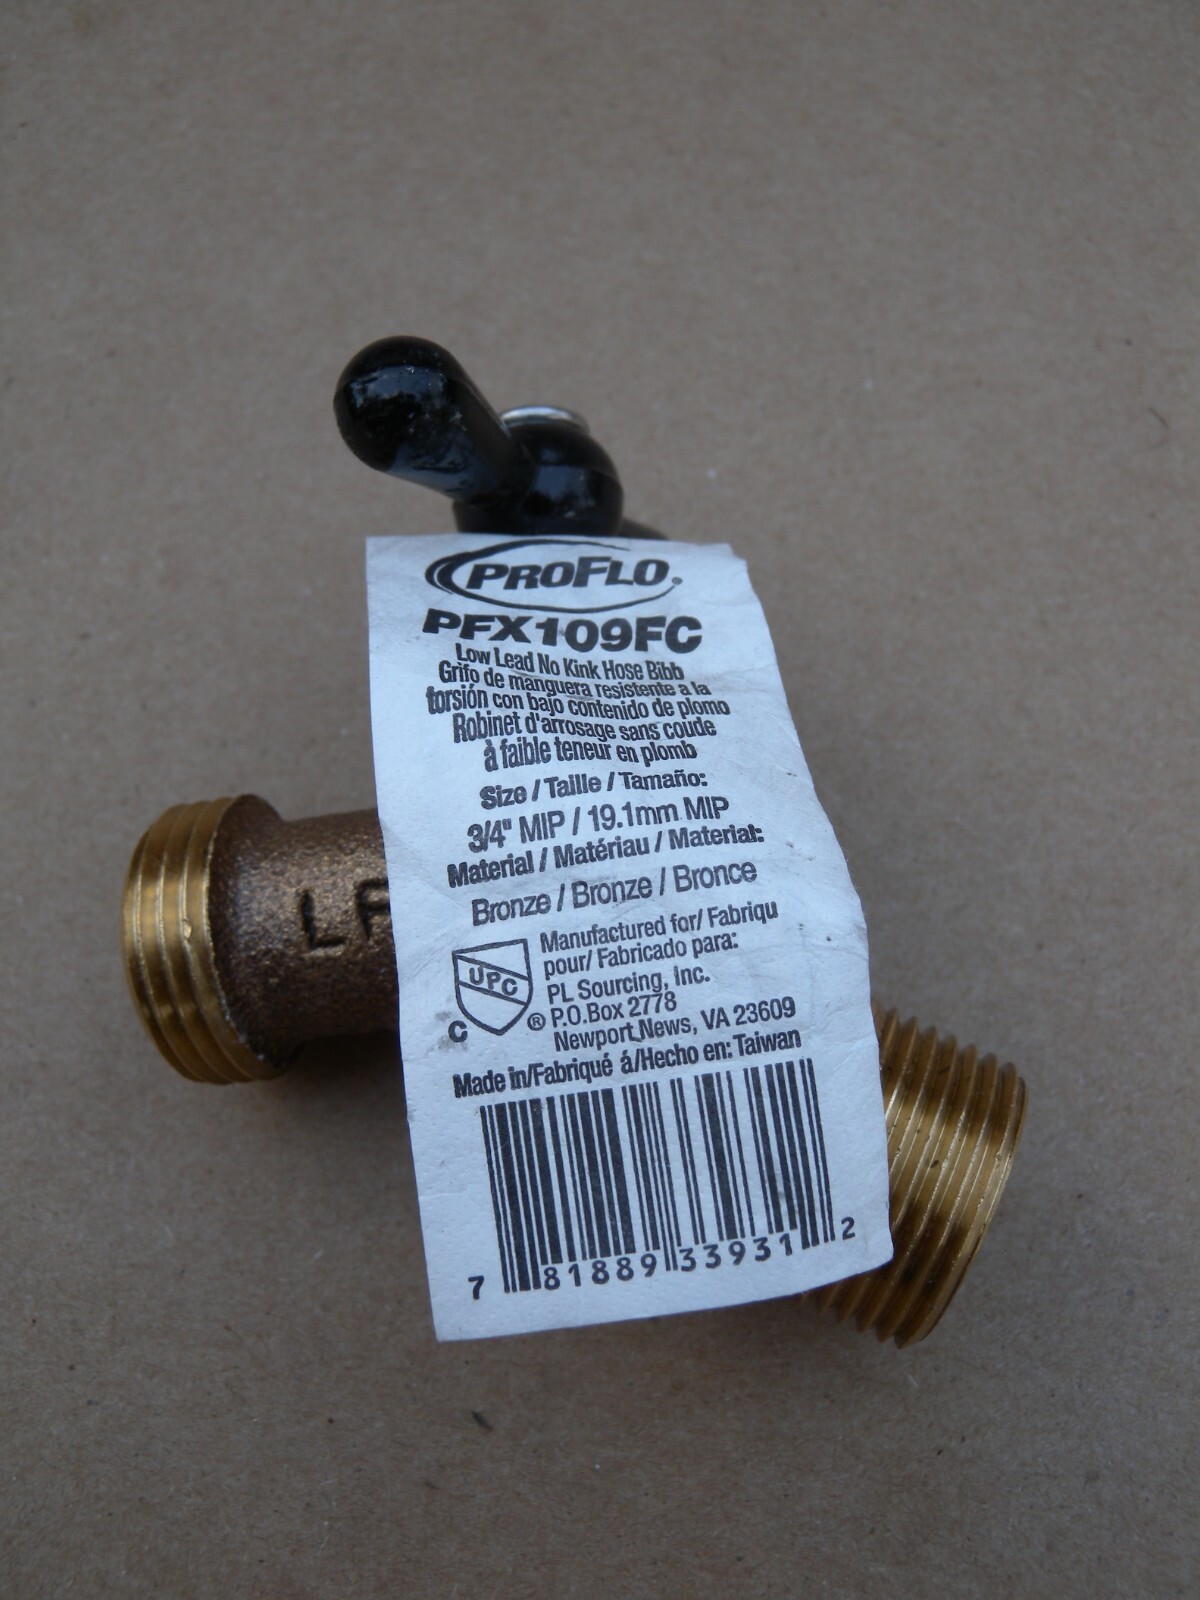 PROFLO®
PFX109FC
Low Lead No Kink Hose Bibb
Grifo de manguera resistente a la
torsión con bajo contenido de plomo
Robinet d'arrosage sans coude
à faible teneur en plomb
Size / Taille / Tamaño:
3/4" MIP / 19.1mm MIP
Material / Matériau / Material:
Bronze / Bronze / Bronce
UPC
C ®
Manufactured for/ Fabriqu
pour/ Fabricado para:
PL Sourcing, Inc.
P.O.Box 2778
Newport News, VA 23609
Made in/Fabriqué á/Hecho en: Taiwan
7 81889 33931 2
LF